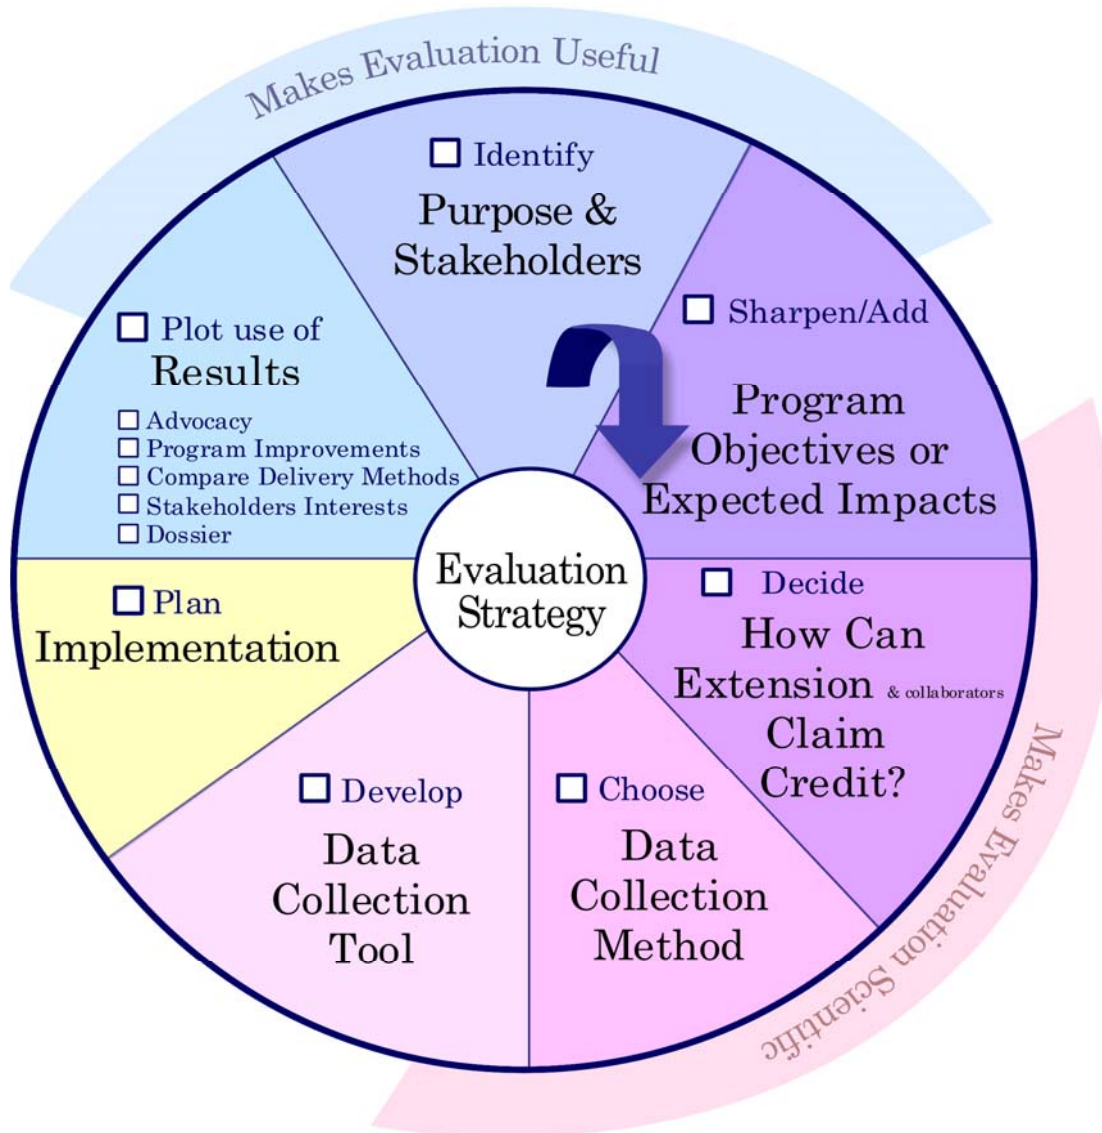 Makes Evaluation Useful
Identify
Purpose &
Stakeholders
Sharpen/Add
Program
Objectives or
Expected Impacts
Decide
How Can
Extension & collaborators
Claim
Credit?
Makes Evaluation Scientific
Choose
Data
Collection
Method
Develop
Data
Collection
Tool
Plan
Implementation
Plot use of
Results
Advocacy
Program Improvements
Compare Delivery Methods
Stakeholders Interests
Dossier
Evaluation
Strategy